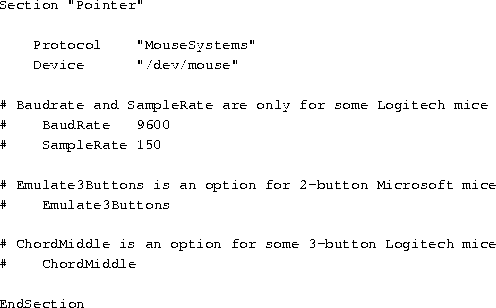 Section "Pointer"
Protocol "MouseSystems"
Device "/dev/mouse"
# Baudrate and SampleRate are only for some Logitech mice
# BaudRate 9600
# SampleRate 150
# Emulate3Buttons is an option for 2-button Microsoft mice
# Emulate3Buttons
# ChordMiddle is an option for some 3-button Logitech mice
# ChordMiddle
EndSection